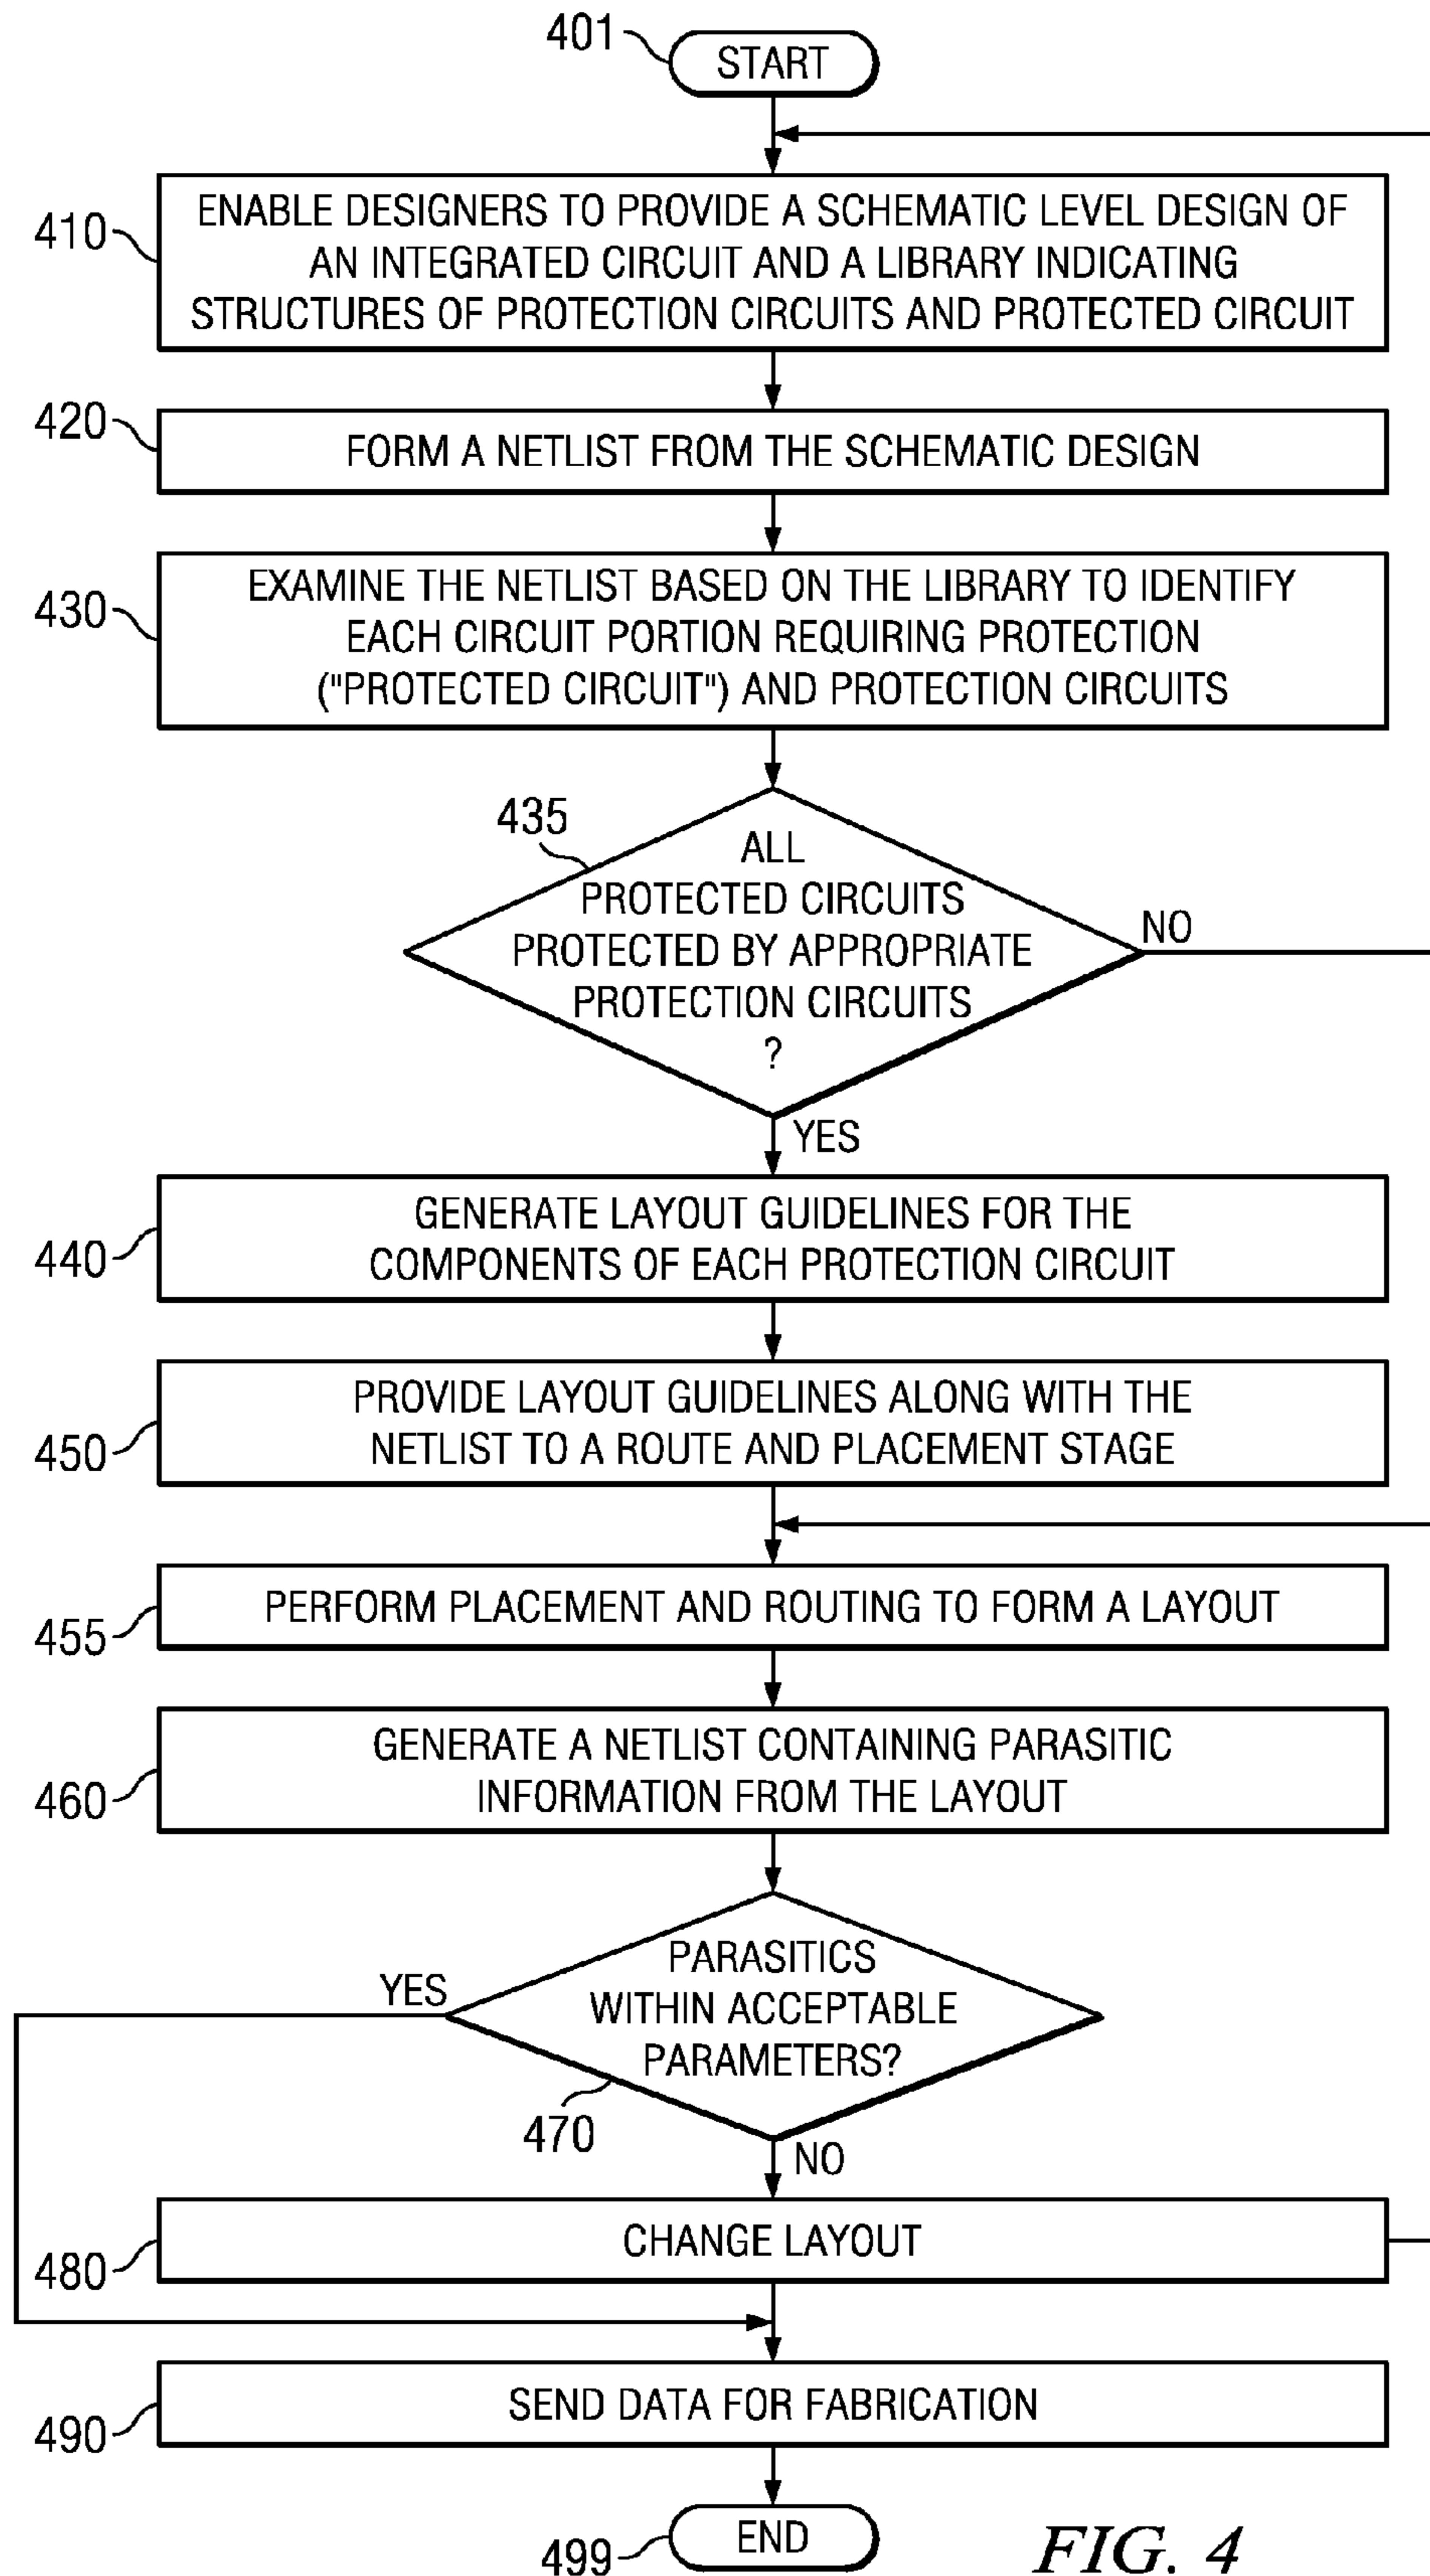 401
START
410
ENABLE DESIGNERS TO PROVIDE A SCHEMATIC LEVEL DESIGN OF
AN INTEGRATED CIRCUIT AND A LIBRARY INDICATING
STRUCTURES OF PROTECTION CIRCUITS AND PROTECTED CIRCUIT
420
FORM A NETLIST FROM THE SCHEMATIC DESIGN
430
EXAMINE THE NETLIST BASED ON THE LIBRARY TO IDENTIFY
EACH CIRCUIT PORTION REQUIRING PROTECTION
("PROTECTED CIRCUIT") AND PROTECTION CIRCUITS
435
ALL
PROTECTED CIRCUITS
PROTECTED BY APPROPRIATE
PROTECTION CIRCUITS
?
NO
YES
440
GENERATE LAYOUT GUIDELINES FOR THE
COMPONENTS OF EACH PROTECTION CIRCUIT
450
PROVIDE LAYOUT GUIDELINES ALONG WITH THE
NETLIST TO A ROUTE AND PLACEMENT STAGE
455
PERFORM PLACEMENT AND ROUTING TO FORM A LAYOUT
460
GENERATE A NETLIST CONTAINING PARASITIC
INFORMATION FROM THE LAYOUT
YES
PARASITICS
WITHIN ACCEPTABLE
PARAMETERS?
470
NO
480
CHANGE LAYOUT
490
SEND DATA FOR FABRICATION
499
END
FIG. 4